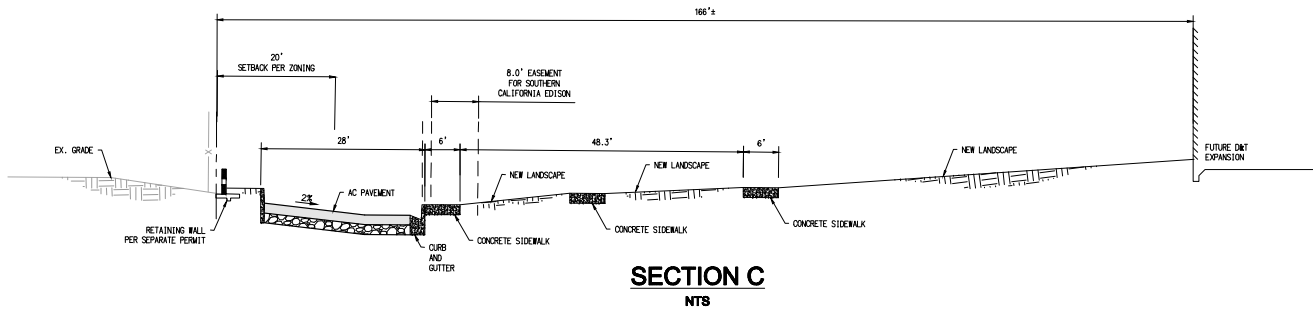 166'±
20'
SETBACK PER ZONING
8.0' EASEMENT
FOR SOUTHERN
CALIFORNIA EDISON
28'
6'
48.3'
6'
EX. GRADE
X
NEW LANDSCAPE
NEW LANDSCAPE
NEW LANDSCAPE
FUTURE D&T
EXPANSION
2%
AC PAVEMENT
RETAINING WALL
PER SEPARATE PERMIT
CURB
AND
GUTTER
CONCRETE SIDEWALK
CONCRETE SIDEWALK
CONCRETE SIDEWALK
SECTION C
NTS